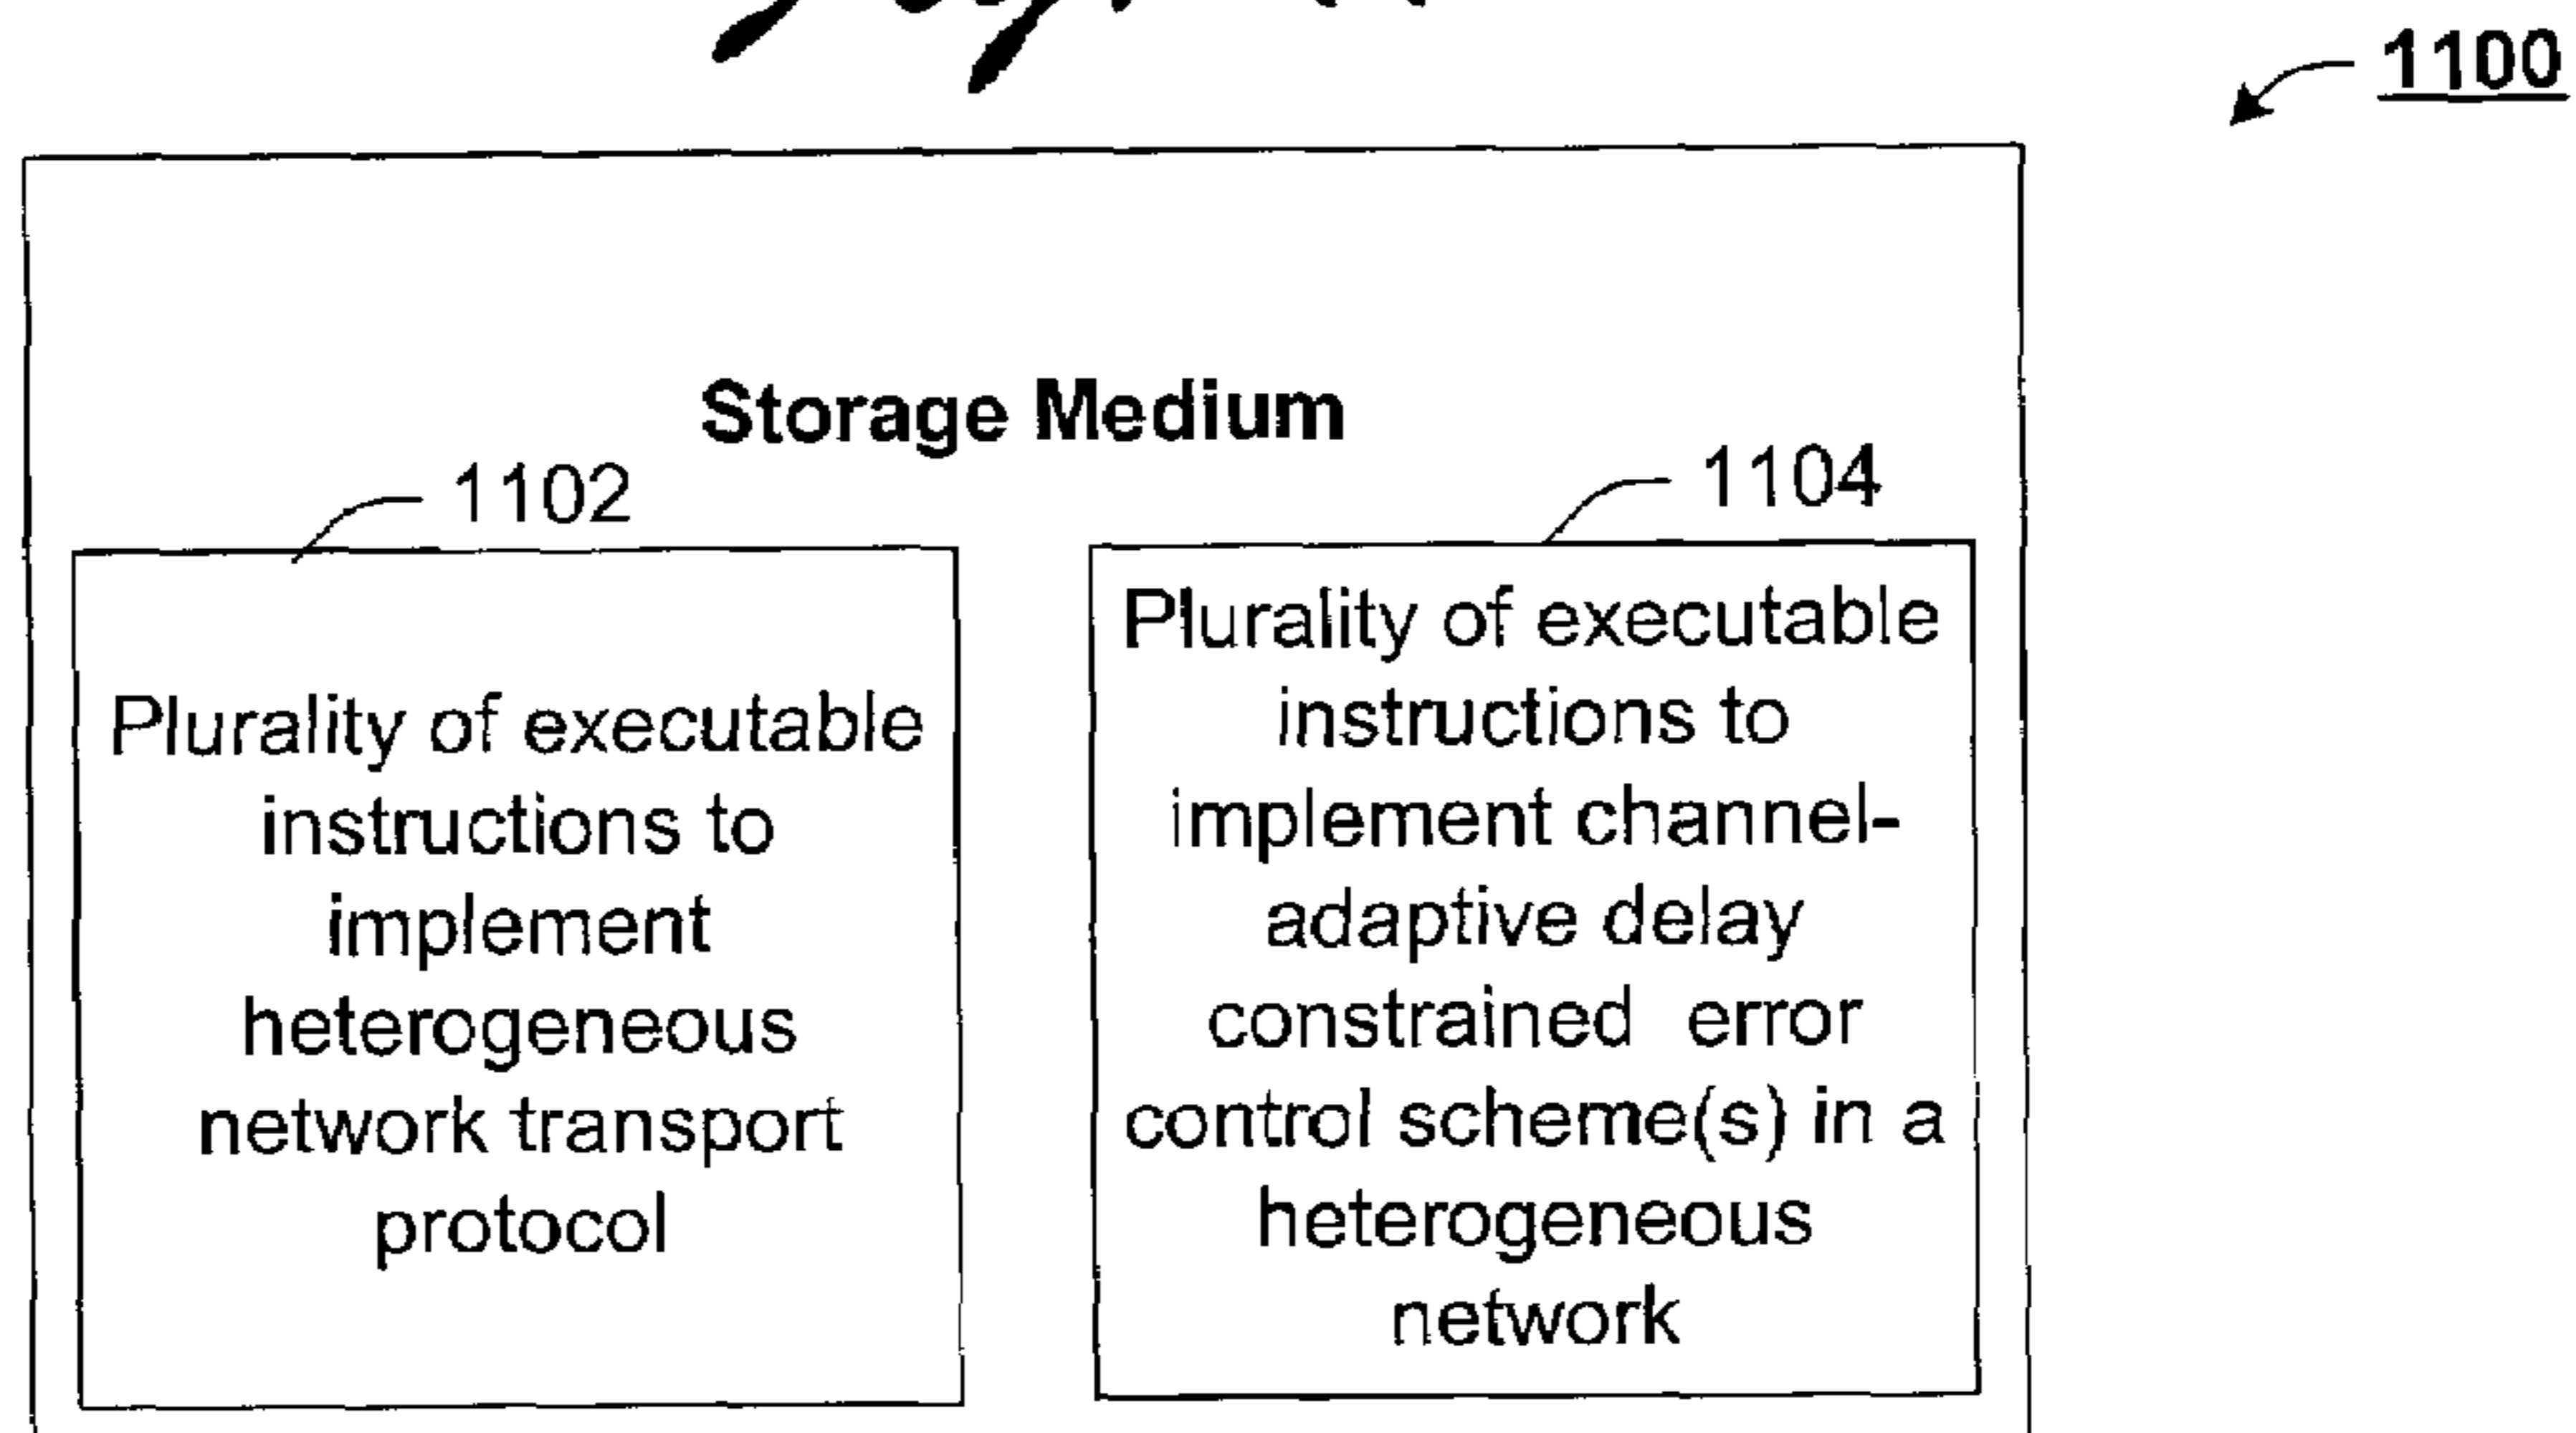 1100
Storage Medium
1102
1104
Plurality of executable
instructions to
implement
heterogeneous
network transport
protocol
Plurality of executable
instructions to
implement channel-
adaptive delay
constrained error
control scheme(s) in a
heterogeneous
network